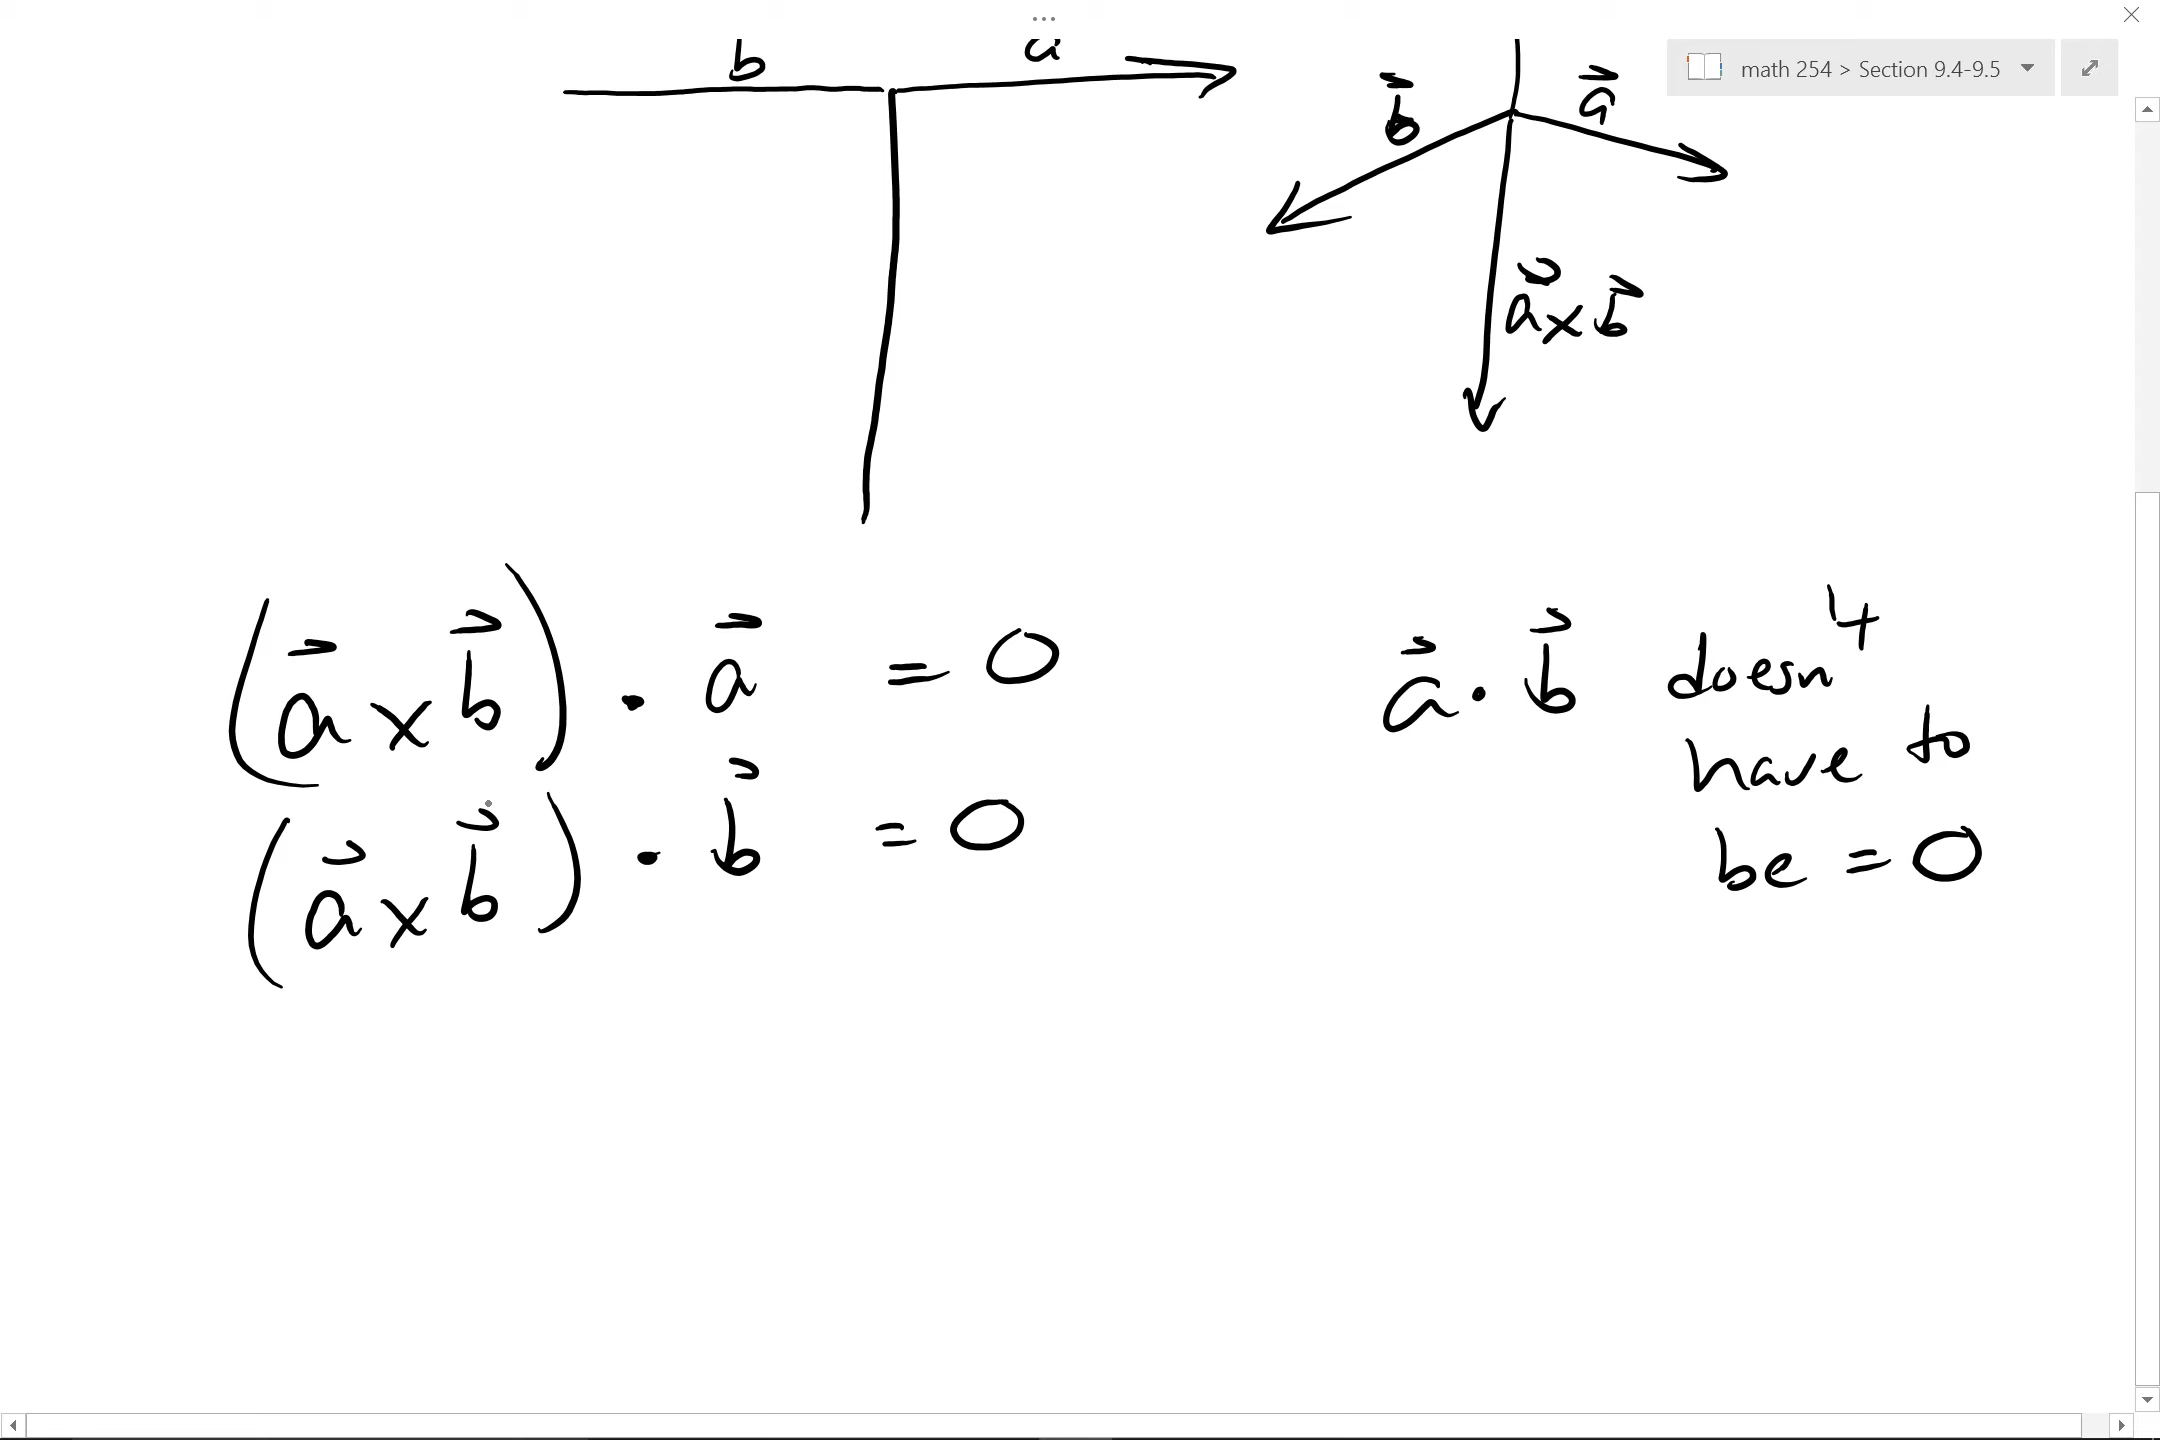 ...
math 254 > Section 9.4-9.5
b a
b⃗ a⃗
a⃗ x b⃗
(a⃗ x b⃗) · a⃗ = 0
(a⃗ x b⃗) · b⃗ = 0
a⃗ · b⃗ doesn't
have to
be = 0